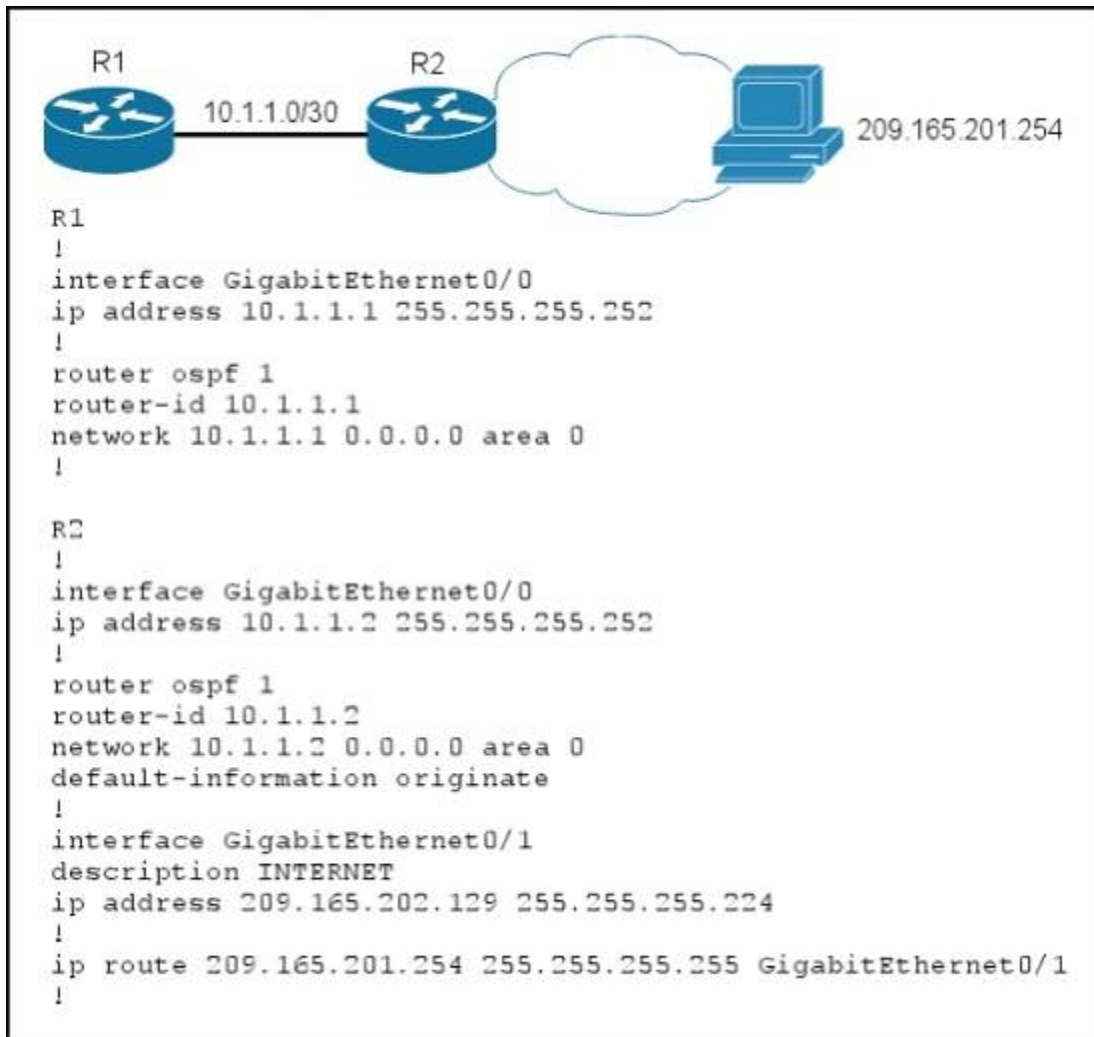 R1
R2
10.1.1.0/30
209.165.201.254
R1
!
interface GigabitEthernet0/0
ip address 10.1.1.1 255.255.255.252
!
router ospf 1
router-id 10.1.1.1
network 10.1.1.1 0.0.0.0 area 0
!
R2
!
interface GigabitEthernet0/0
ip address 10.1.1.2 255.255.255.252
!
router ospf 1
router-id 10.1.1.2
network 10.1.1.2 0.0.0.0 area 0
default-information originate
!
interface GigabitEthernet0/1
description INTERNET
ip address 209.165.202.129 255.255.255.224
!
ip route 209.165.201.254 255.255.255.255 GigabitEthernet0/1
!